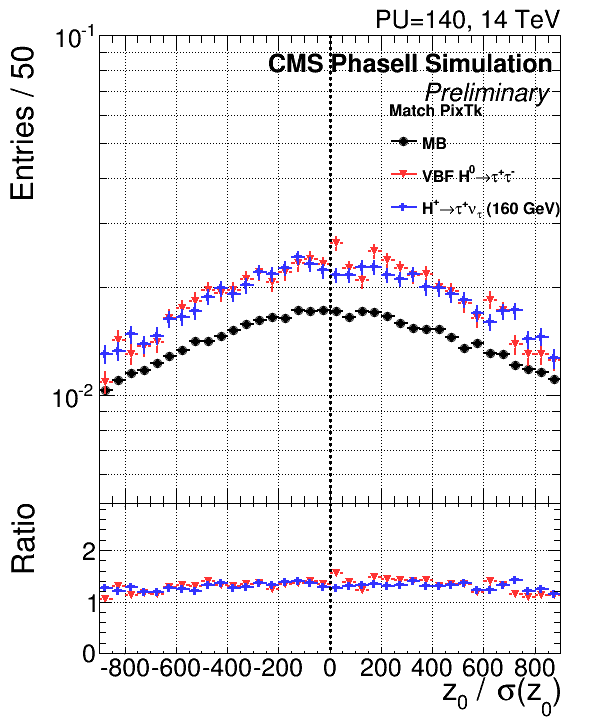 PU=140, 14 TeV
10⁻¹
Entries / 50
CMS PhaseII Simulation
Preliminary
Match PixTk
MB
VBF H⁰→τ⁺τ⁻
H⁺→τ⁺ν_τ (160 GeV)
10⁻²
Ratio
2
1
0
-800 -600 -400 -200 0 200 400 600 800
z₀ / σ(z₀)